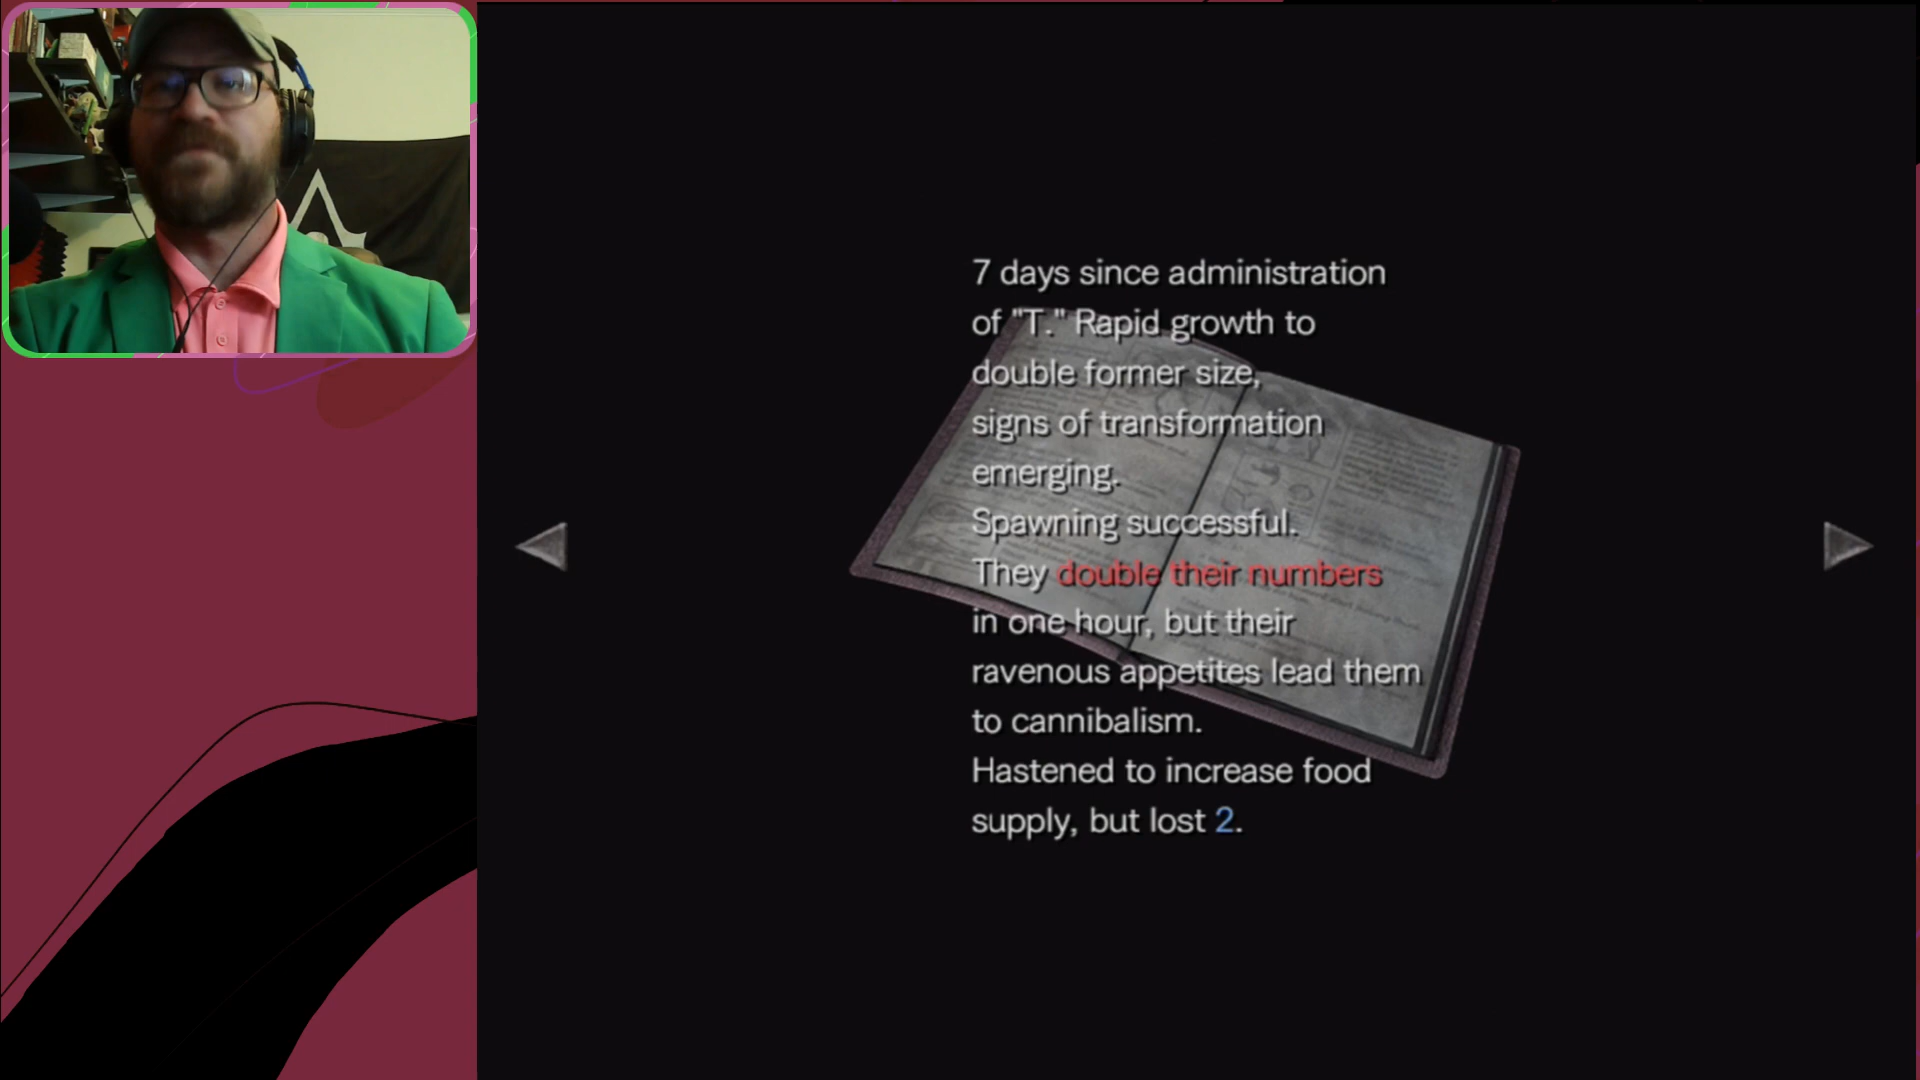 7 days since administration
of "T." Rapid growth to
double former size,
signs of transformation
emerging.
Spawning successful.
They double their numbers
in one hour, but their
ravenous appetites lead them
to cannibalism.
Hastened to increase food
supply, but lost 2.